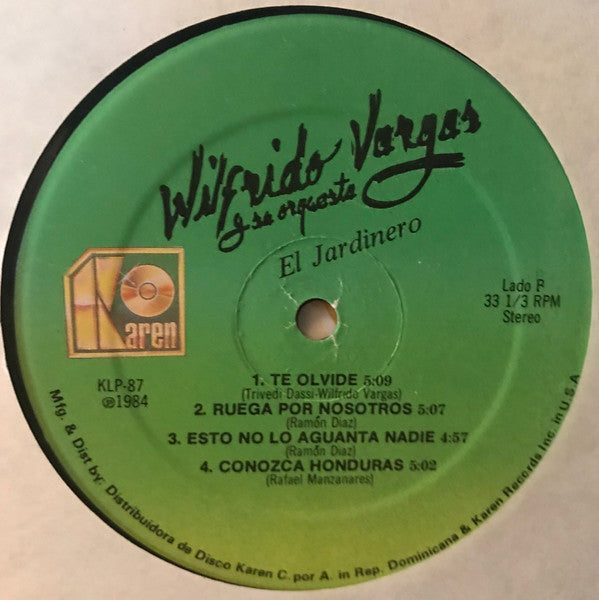 Wilfrido Vargas
y su orquesta
El Jardinero
Karen
Lado B
33 1/3 RPM
Stereo
KLP-87
℗1984
1. TE OLVIDE 5:09
(Trivedi Dassi-Wilfrido Vargas)
2. RUEGA POR NOSOTROS 5:07
(Ramón Diaz)
3. ESTO NO LO AGUANTA NADIE 4:57
(Ramón Diaz)
4. CONOZCA HONDURAS 5:02
(Rafael Manzanares)
Mfg. & Dist by. Distribuidora de Disco Karen C. por A. in Rep. Dominicana & Karen Records Inc. in U.S.A